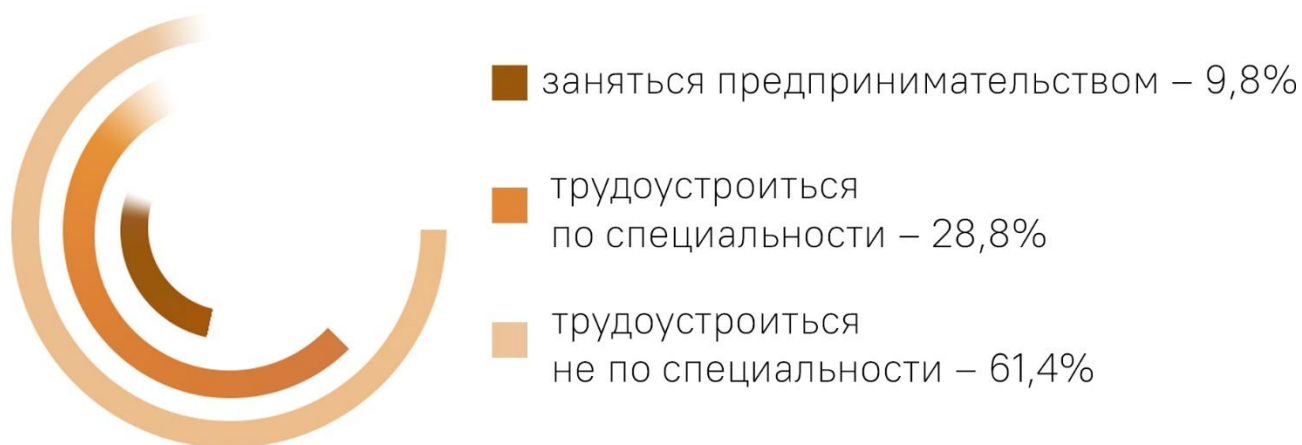 заняться предпринимательством – 9,8%
трудоустроиться
по специальности – 28,8%
трудоустроиться
не по специальности – 61,4%